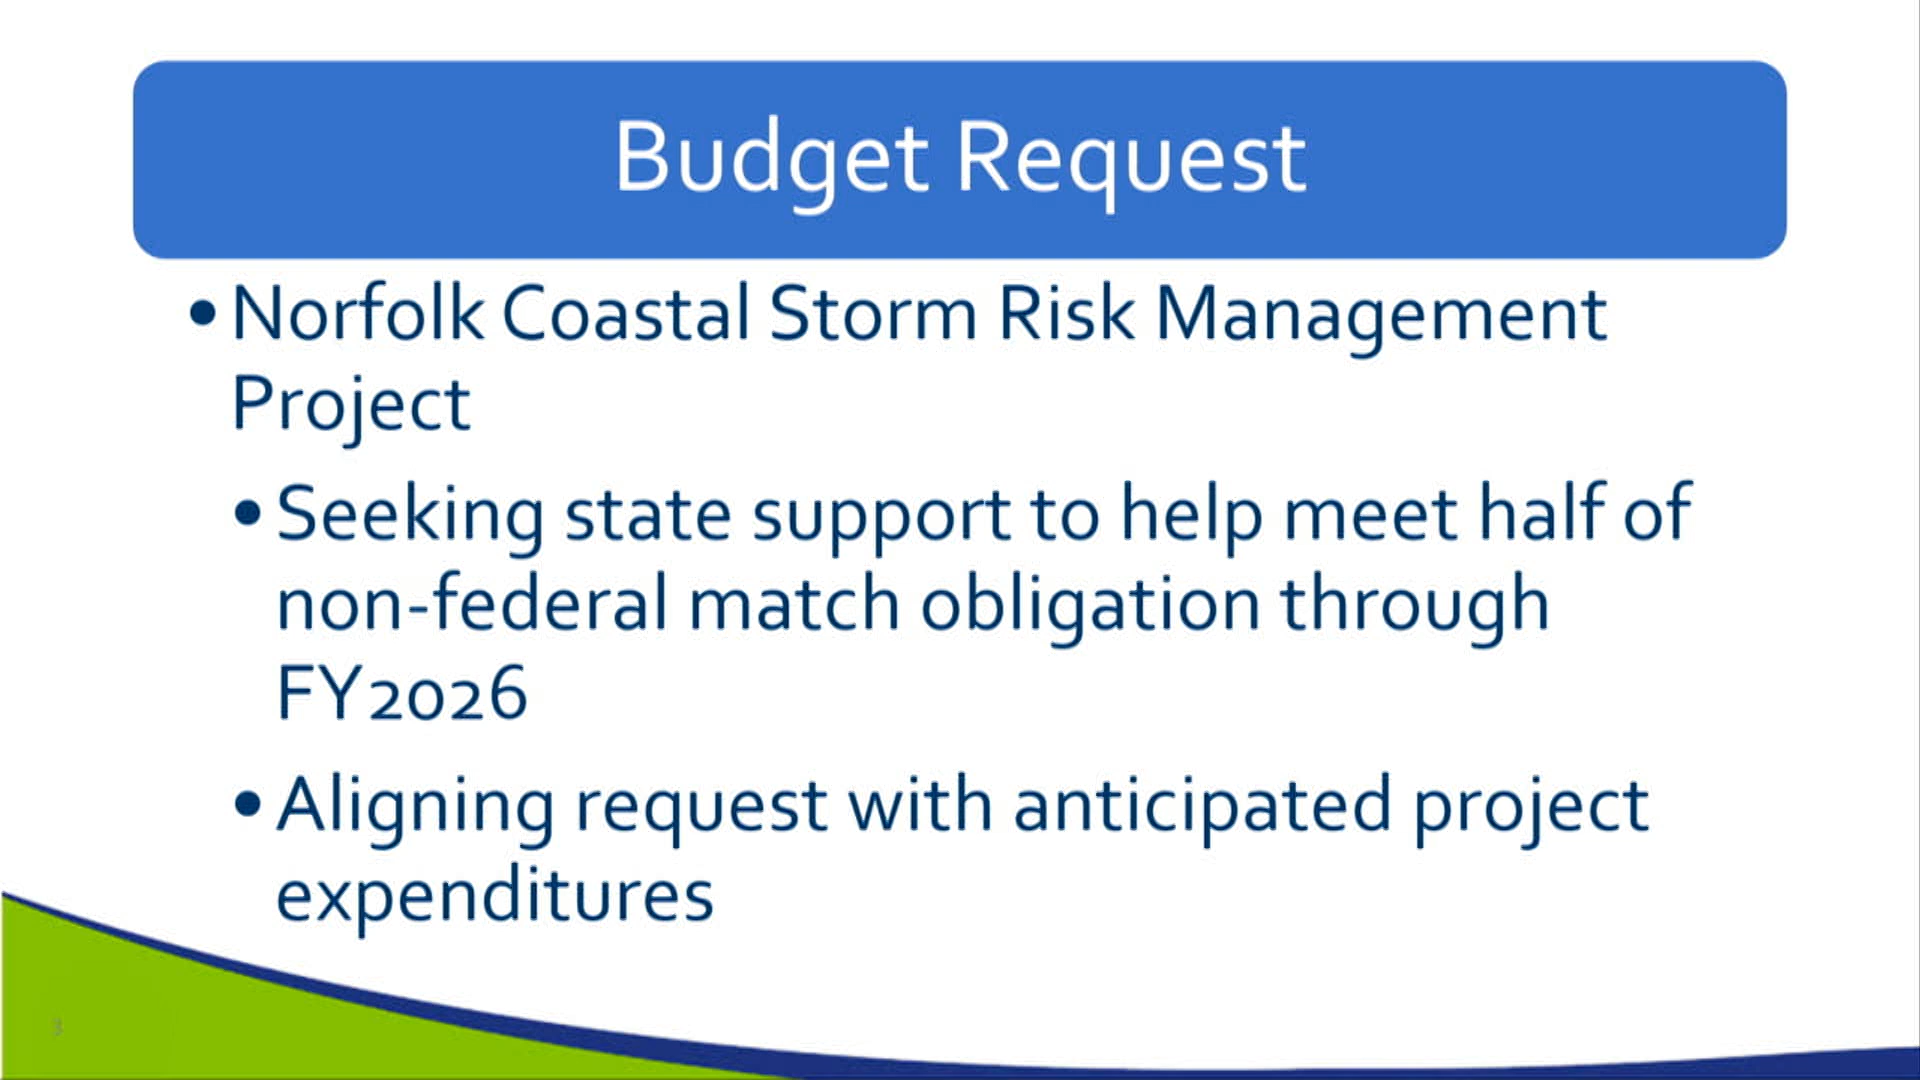 Budget Request
• Norfolk Coastal Storm Risk Management
Project
• Seeking state support to help meet half of
non-federal match obligation through
FY2026
• Aligning request with anticipated project
expenditures